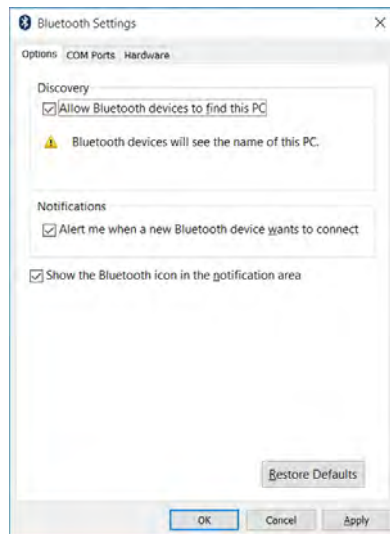 Bluetooth Settings
Options COM Ports Hardware
Discovery
Allow Bluetooth devices to find this PC
Bluetooth devices will see the name of this PC.
Notifications
Alert me when a new Bluetooth device wants to connect
Show the Bluetooth icon in the notification area
Restore Defaults
OK Cancel Apply